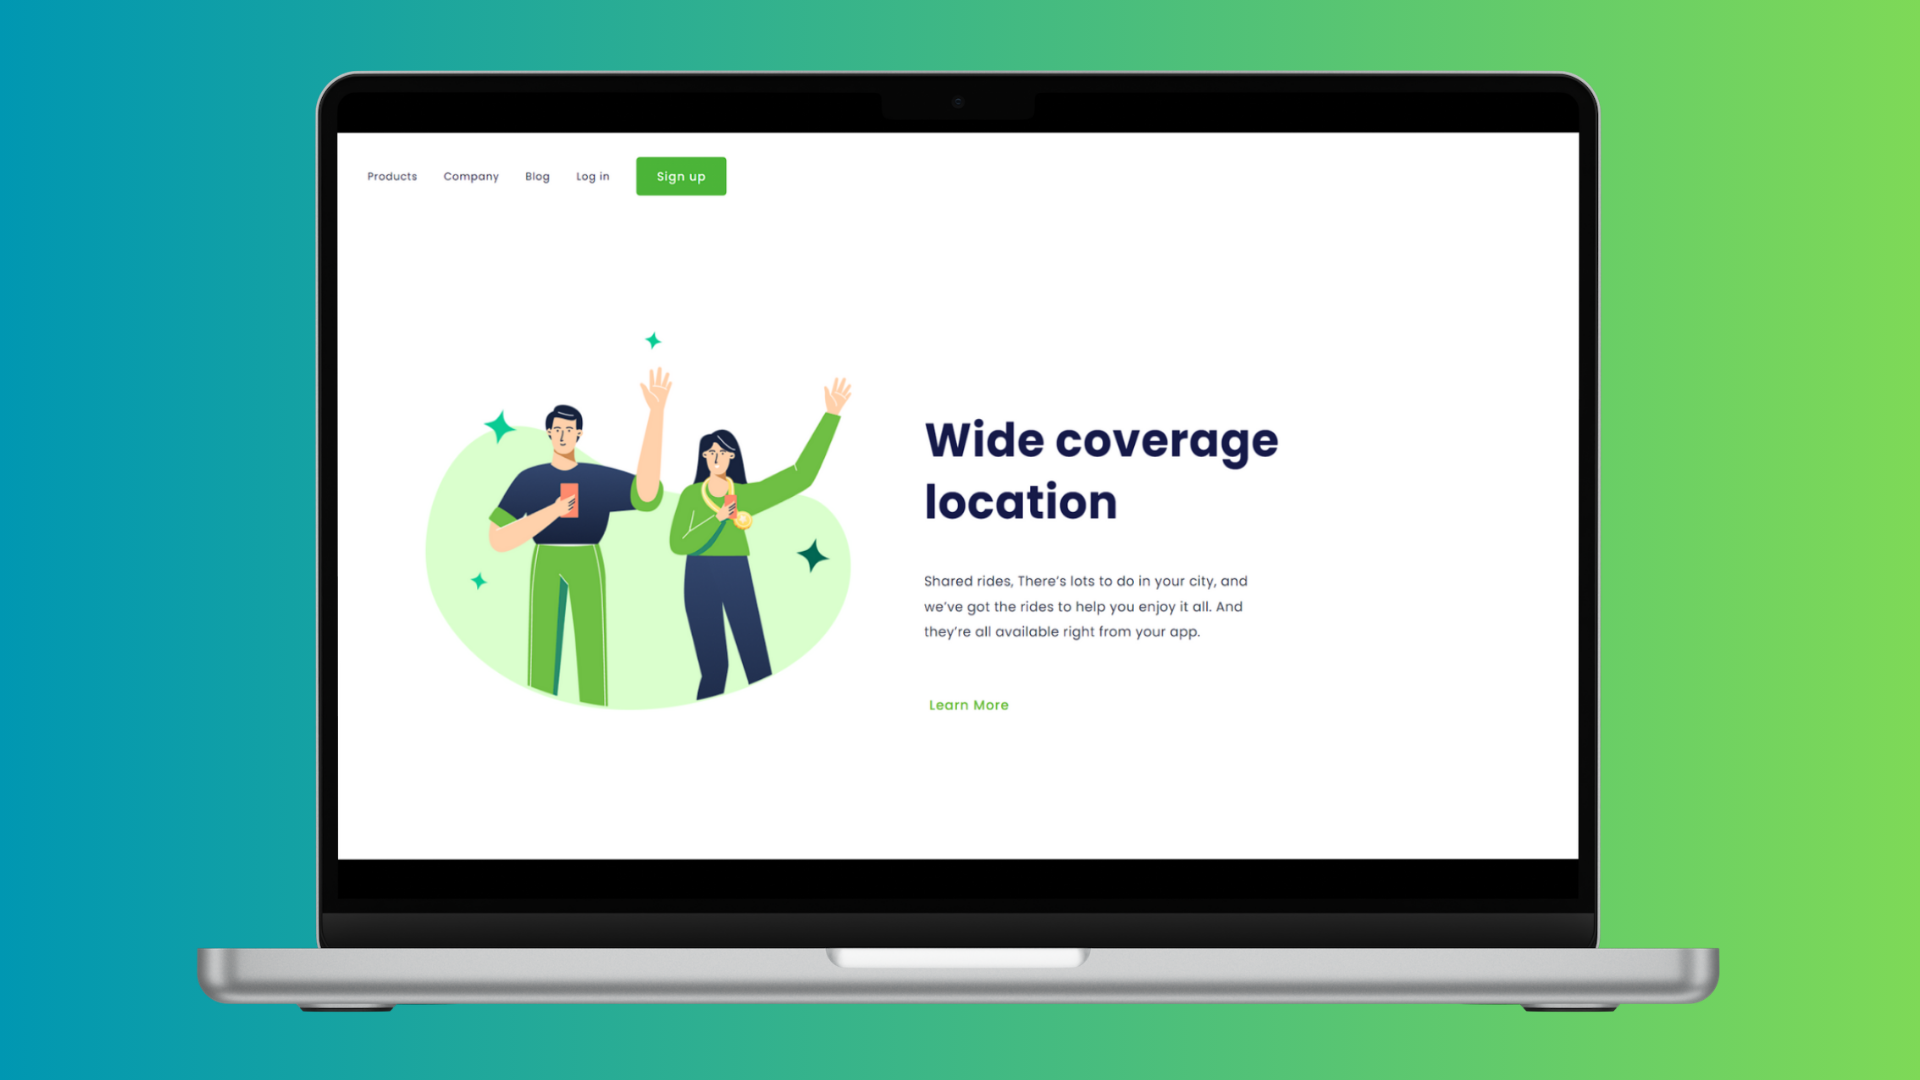 Products Company Blog Log in Sign up
Wide coverage
location
Shared rides, There's lots to do in your city, and
we've got the rides to help you enjoy it all. And
they're all available right from your app.
Learn More